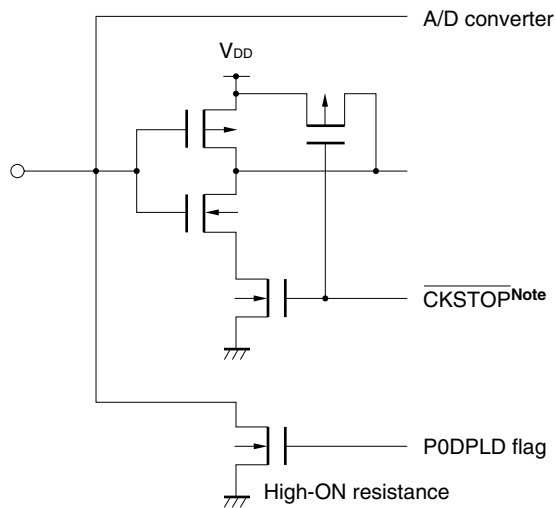 A/D converter
VDD
CKSTOPNote
P0DPLD flag
High-ON resistance